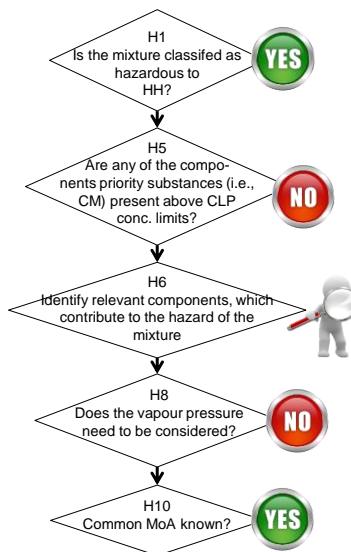 H1
Is the mixture classifed as
hazardous to
HH?
YES
H5
Are any of the compo-
nents priority substances (i.e.,
CM) present above CLP
conc. limits?
NO
H6
Identify relevant components, which
contribute to the hazard of the
mixture
H8
Does the vapour pressure
need to be considered?
NO
H10
Common MoA known?
YES